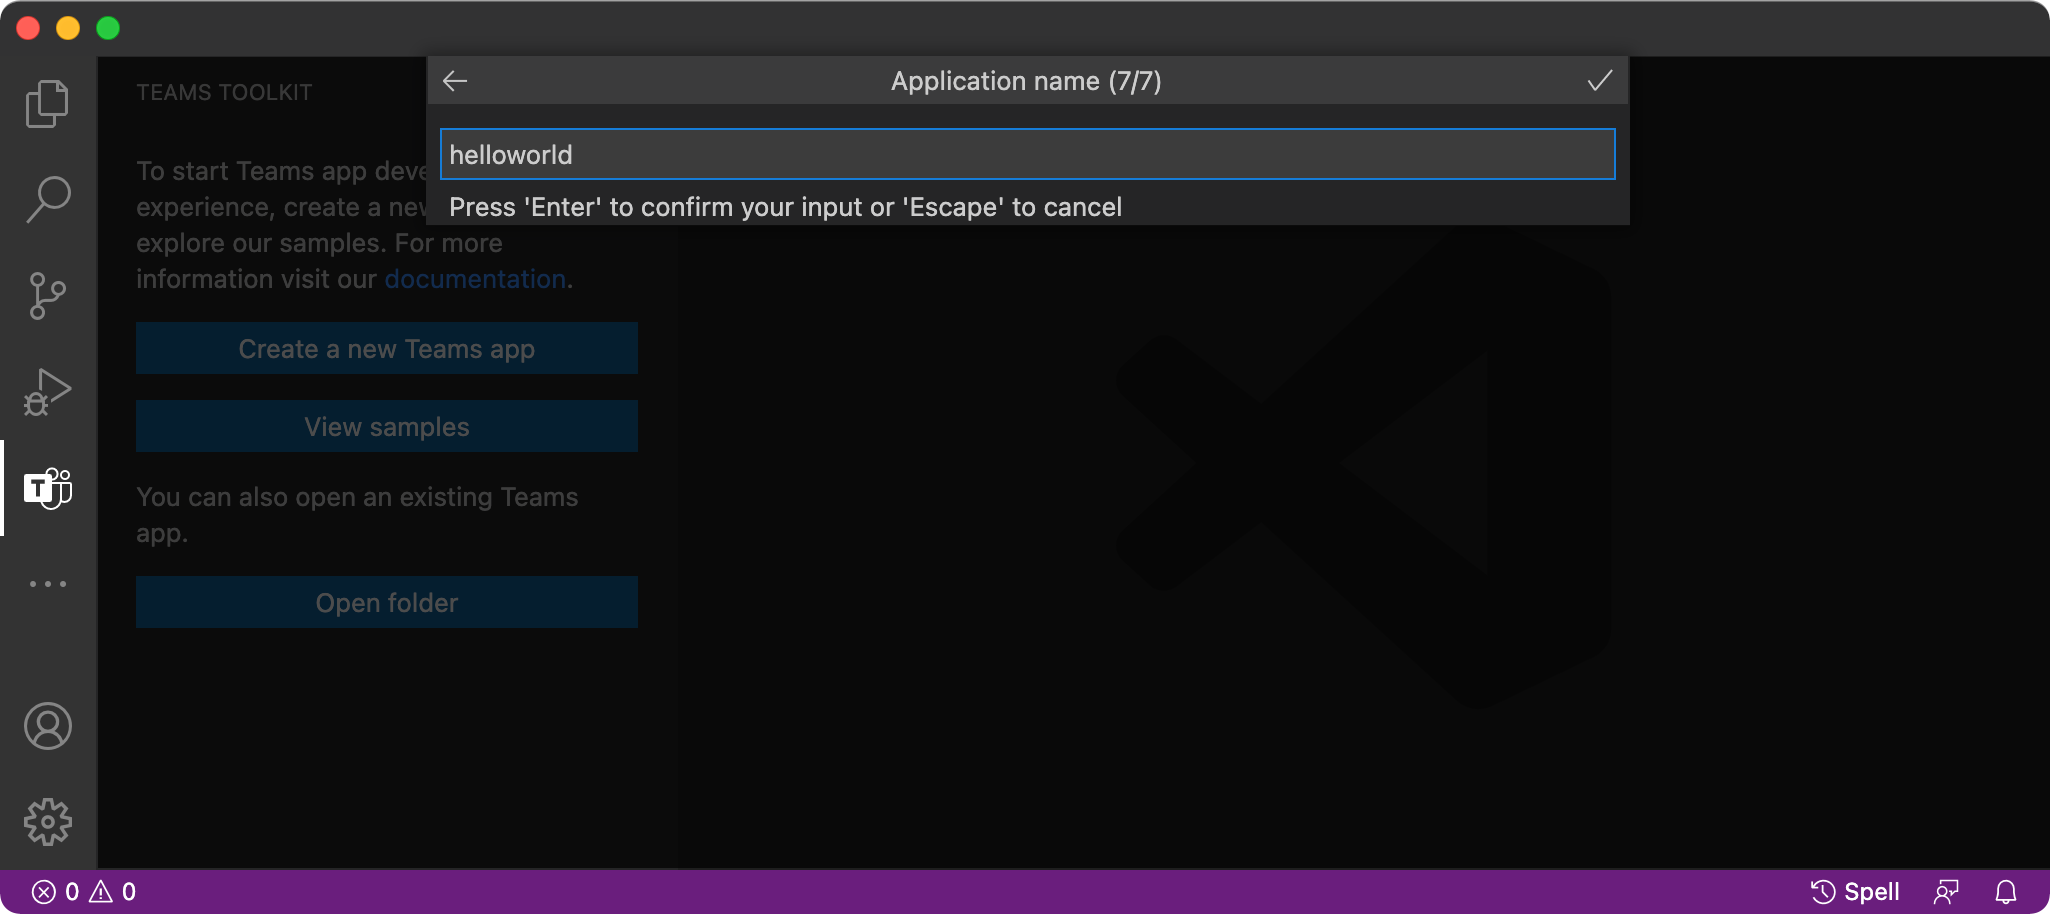 TEAMS TOOLKIT
Application name (7/7)
helloworld
Press 'Enter' to confirm your input or 'Escape' to cancel
To start Teams app
experience, create a
explore our samples. For more
information visit our documentation.
Create a new Teams app
View samples
You can also open an existing Teams
app.
Open folder
T
0 0
Spell